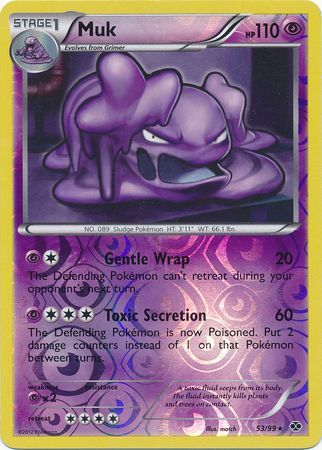 STAGE1
Muk
HP110
Evolves from Grimer
NO. 089 Sludge Pokémon HT: 3'11" WT: 66.1 lbs.
Gentle Wrap 20
The Defending Pokémon can't retreat during your
opponent's next turn.
Toxic Secretion 60
The Defending Pokémon is now Poisoned. Put 2
damage counters instead of 1 on that Pokémon
between turns.
weakness resistance
×2
A toxic fluid seeps from its body.
The fluid instantly kills plants
and trees on contact.
retreat
©2012 Pokémon
illus. match
53/99★